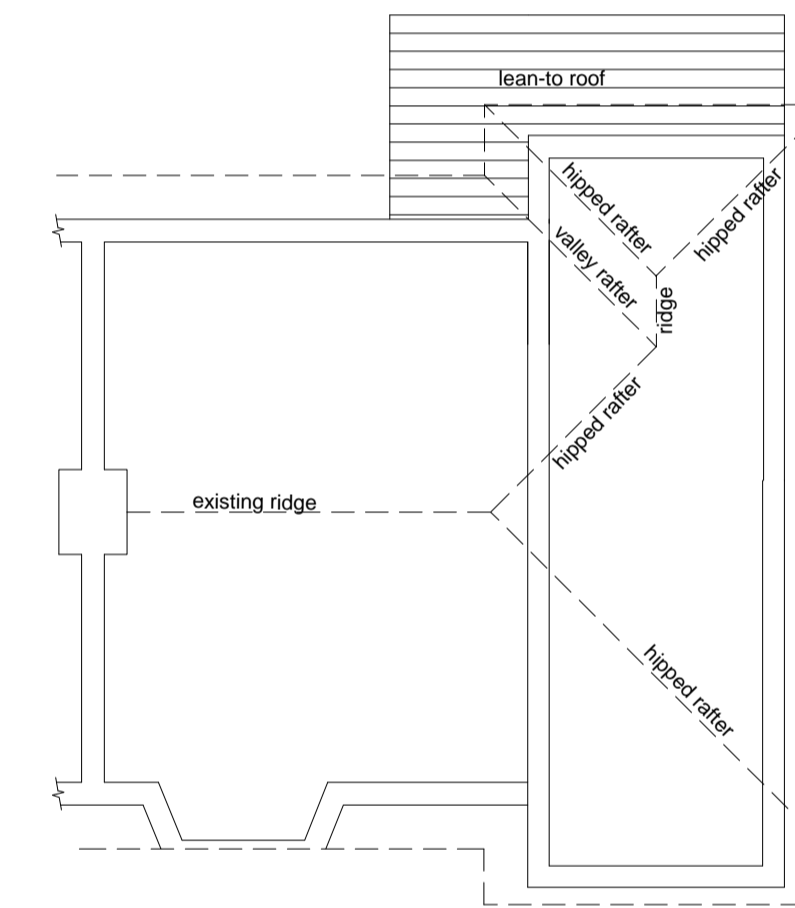 lean-to roof
hipped rafter
hipped rafter
valley rafter
ridge
hipped rafter
existing ridge
hipped rafter